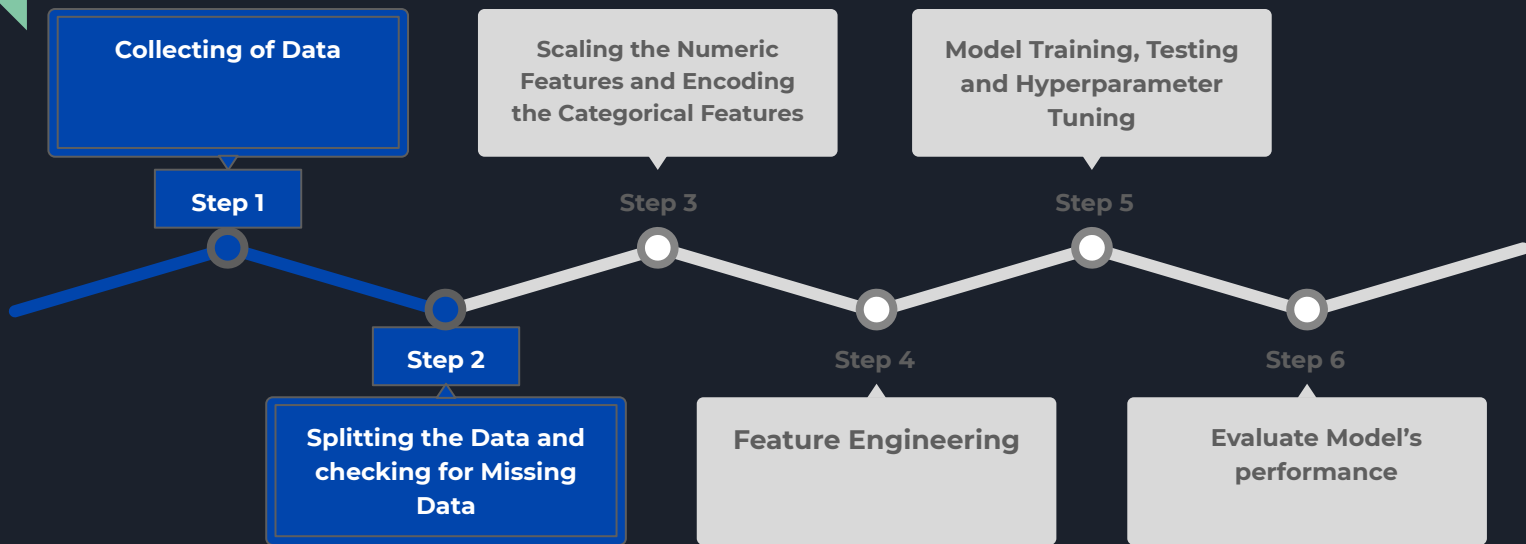 Collecting of Data
Step 1
Step 2
Splitting the Data and
checking for Missing
Data
Scaling the Numeric
Features and Encoding
the Categorical Features
Step 3
Step 4
Feature Engineering
Model Training, Testing
and Hyperparameter
Tuning
Step 5
Step 6
Evaluate Model’s
performance